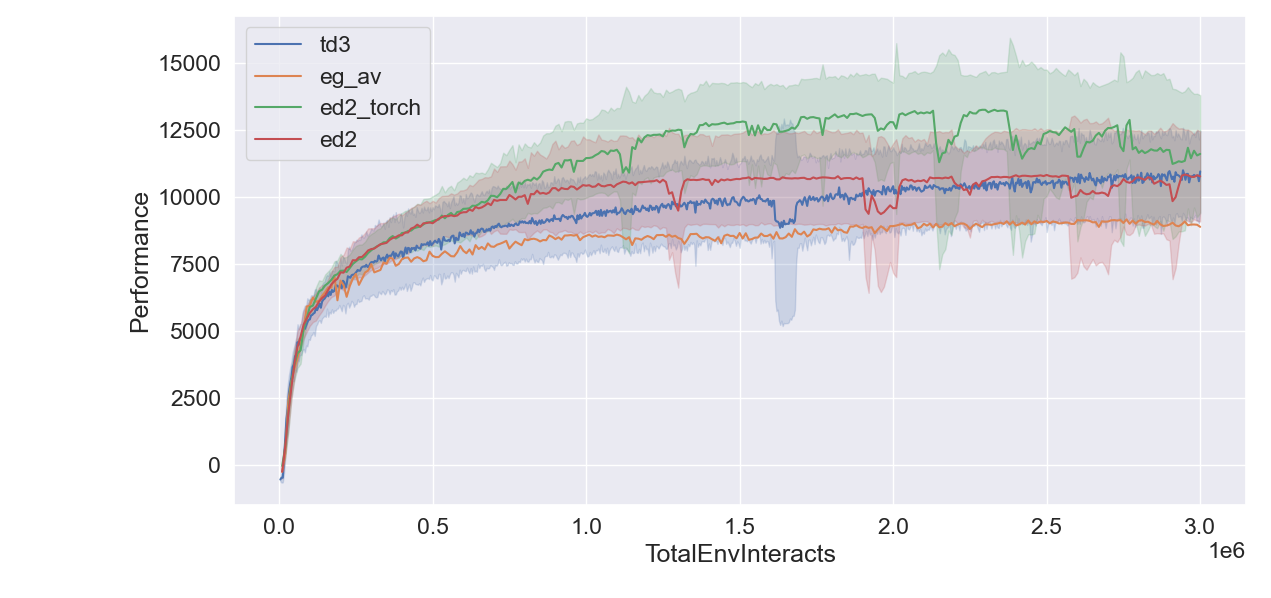 td3
eg_av
ed2_torch
ed2
Performance
15000
12500
10000
7500
5000
2500
0
0.0 0.5 1.0 1.5 2.0 2.5 3.0
TotalEnvInteracts
1e6